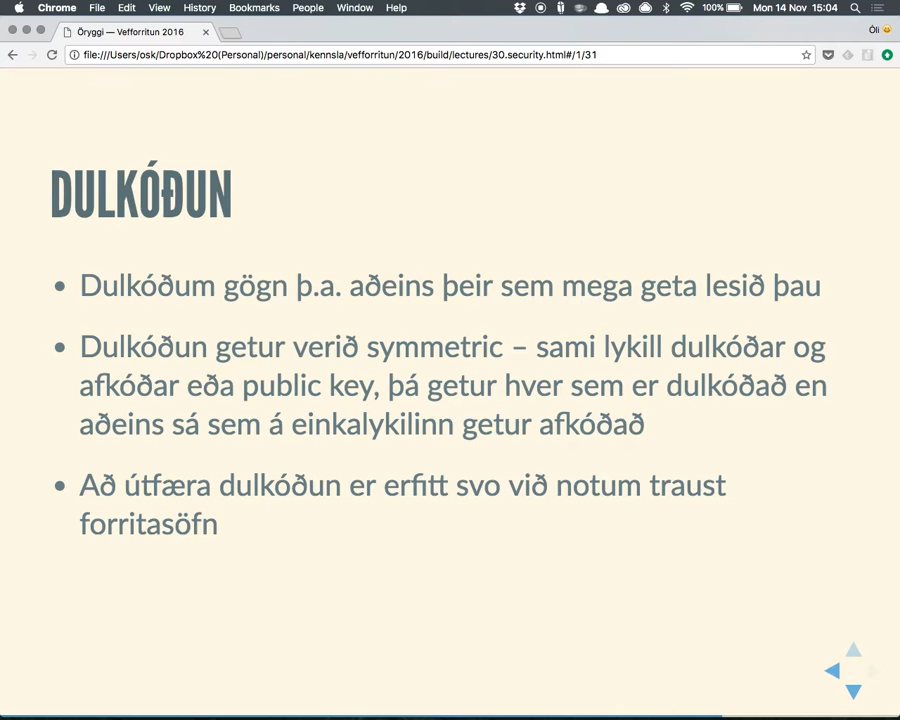 Chrome File Edit View History Bookmarks People Window Help 100% Mon 14 Nov 15:04
Öryggi — Vefforritun 2016 Óli
file:///Users/osk/Dropbox%20(Personal)/personal/kennsla/vefforritun/2016/build/lectures/30.security.html#/1/31
DULKÓÐUN
• Dulkóðum gögn þ.a. aðeins þeir sem mega geta lesið þau
• Dulkóðun getur verið symmetric – sami lykill dulkóðar og
afkóðar eða public key, þá getur hver sem er dulkóðað en
aðeins sá sem á einkalykilinn getur afkóðað
• Að útfæra dulkóðun er erfitt svo við notum traust
forritasöfn